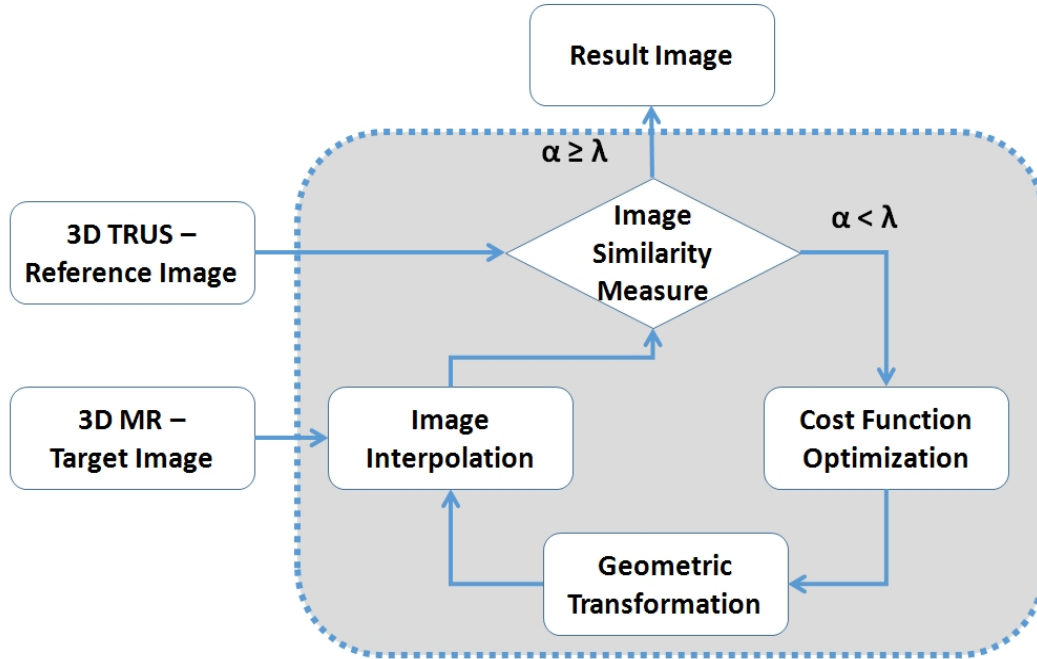 Result Image
α ≥ λ
3D TRUS –
Reference Image
Image
Similarity
Measure
α < λ
3D MR –
Target Image
Image
Interpolation
Cost Function
Optimization
Geometric
Transformation